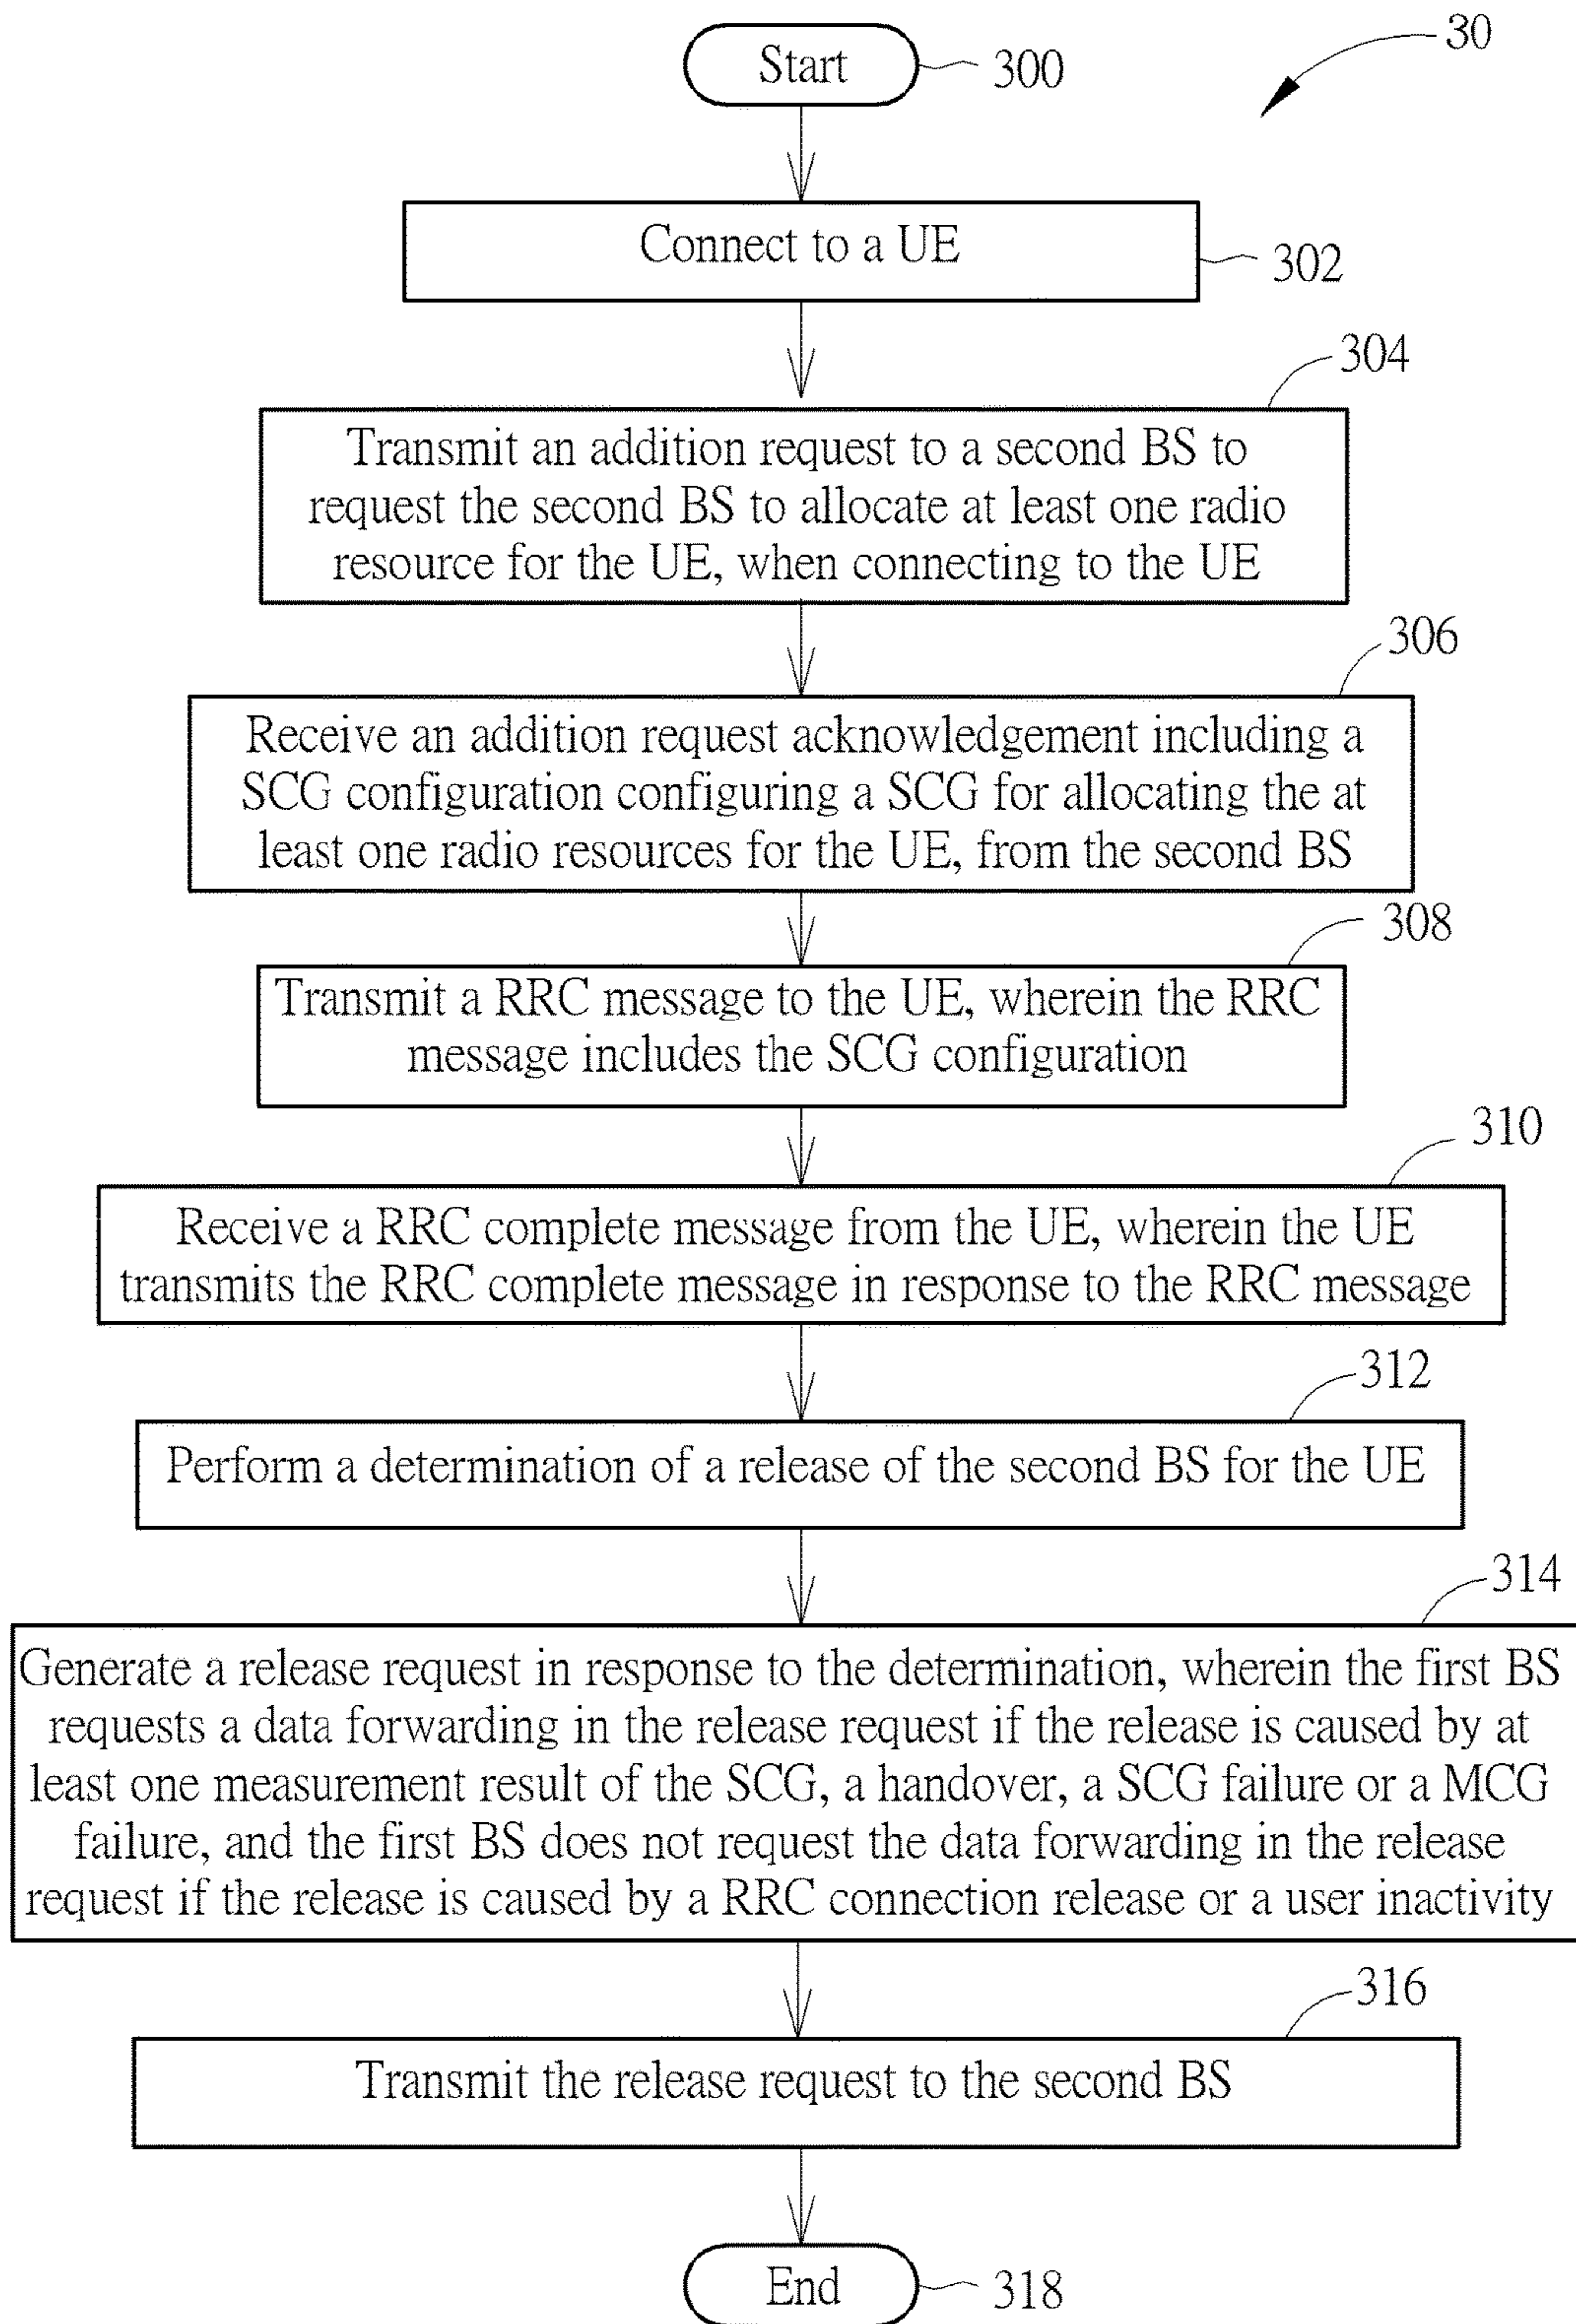 30
Start
300
Connect to a UE
302
304
Transmit an addition request to a second BS to
request the second BS to allocate at least one radio
resource for the UE, when connecting to the UE
306
Receive an addition request acknowledgement including a
SCG configuration configuring a SCG for allocating the at
least one radio resources for the UE, from the second BS
308
Transmit a RRC message to the UE, wherein the RRC
message includes the SCG configuration
310
Receive a RRC complete message from the UE, wherein the UE
transmits the RRC complete message in response to the RRC message
312
Perform a determination of a release of the second BS for the UE
314
Generate a release request in response to the determination, wherein the first BS
requests a data forwarding in the release request if the release is caused by at
least one measurement result of the SCG, a handover, a SCG failure or a MCG
failure, and the first BS does not request the data forwarding in the release
request if the release is caused by a RRC connection release or a user inactivity
316
Transmit the release request to the second BS
End
318